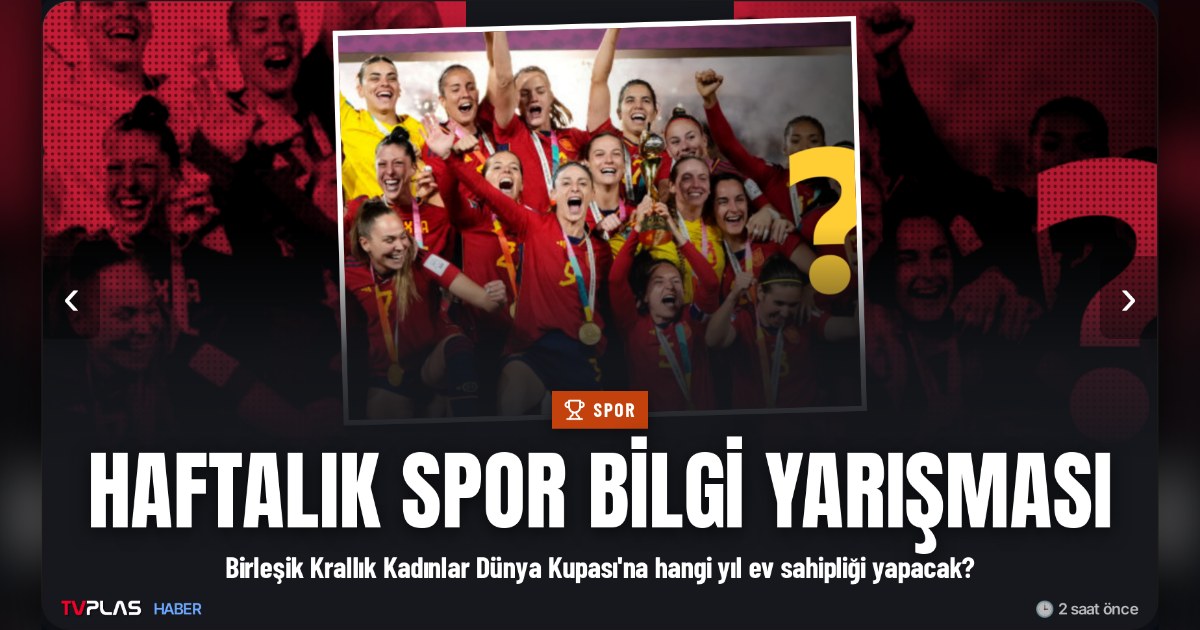 SPOR
HAFTALIK SPOR BİLGİ YARIŞMASI
Birleşik Krallık Kadınlar Dünya Kupası'na hangi yıl ev sahipliği yapacak?
TVPLAS HABER
2 saat önce